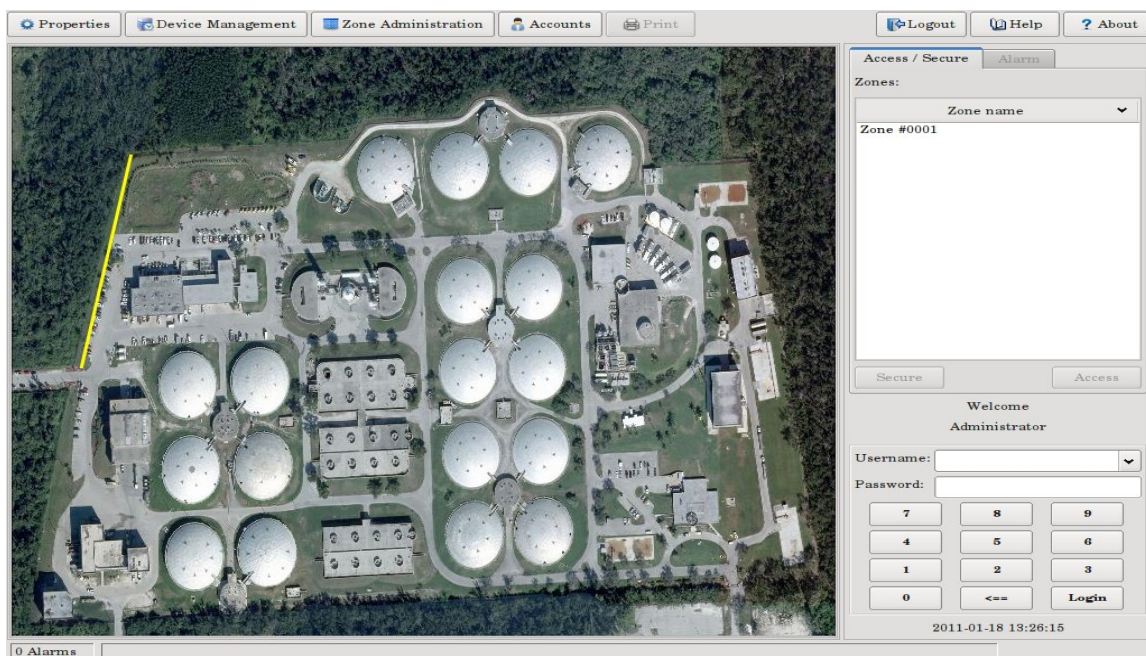 Properties Device Management Zone Administration Accounts Print Logout Help ? About
Access / Secure Alarm
Zones:
Zone name
Zone #0001
Secure Access
Welcome
Administrator
Username:
Password:
7 8 9
4 5 6
1 2 3
0 <== Login
2011-01-18 13:26:15
0 Alarms